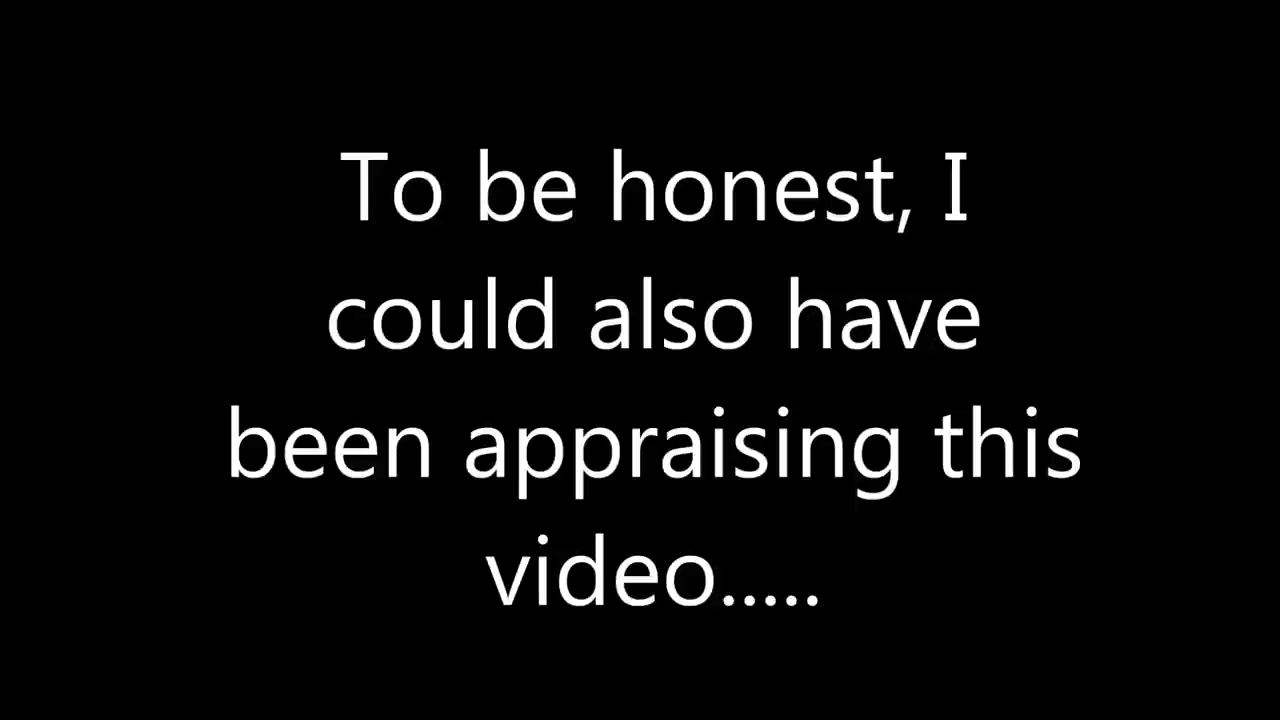 To be honest, I
could also have
been appraising this
video.....